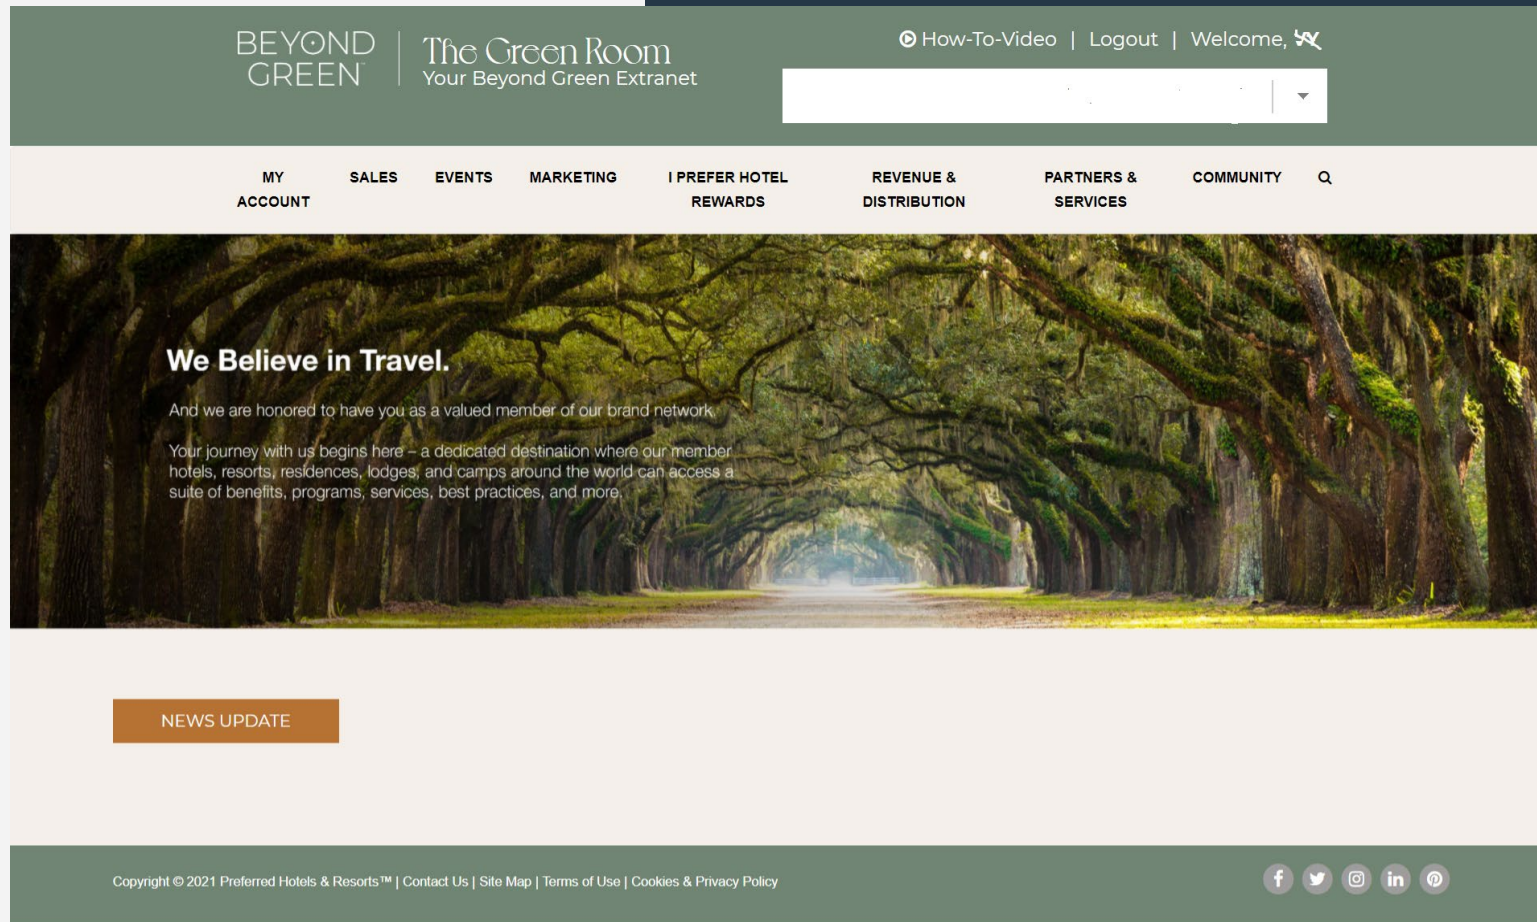 BEYOND
GREEN
The Green Room
Your Beyond Green Extranet
How-To-Video | Logout | Welcome,
MY ACCOUNT
SALES
EVENTS
MARKETING
I PREFER HOTEL REWARDS
REVENUE & DISTRIBUTION
PARTNERS & SERVICES
COMMUNITY
We Believe in Travel.
And we are honored to have you as a valued member of our brand network.
Your journey with us begins here – a dedicated destination where our member
hotels, resorts, residences, lodges, and camps around the world can access a
suite of benefits, programs, services, best practices, and more.
NEWS UPDATE
Copyright © 2021 Preferred Hotels & Resorts™ | Contact Us | Site Map | Terms of Use | Cookies & Privacy Policy